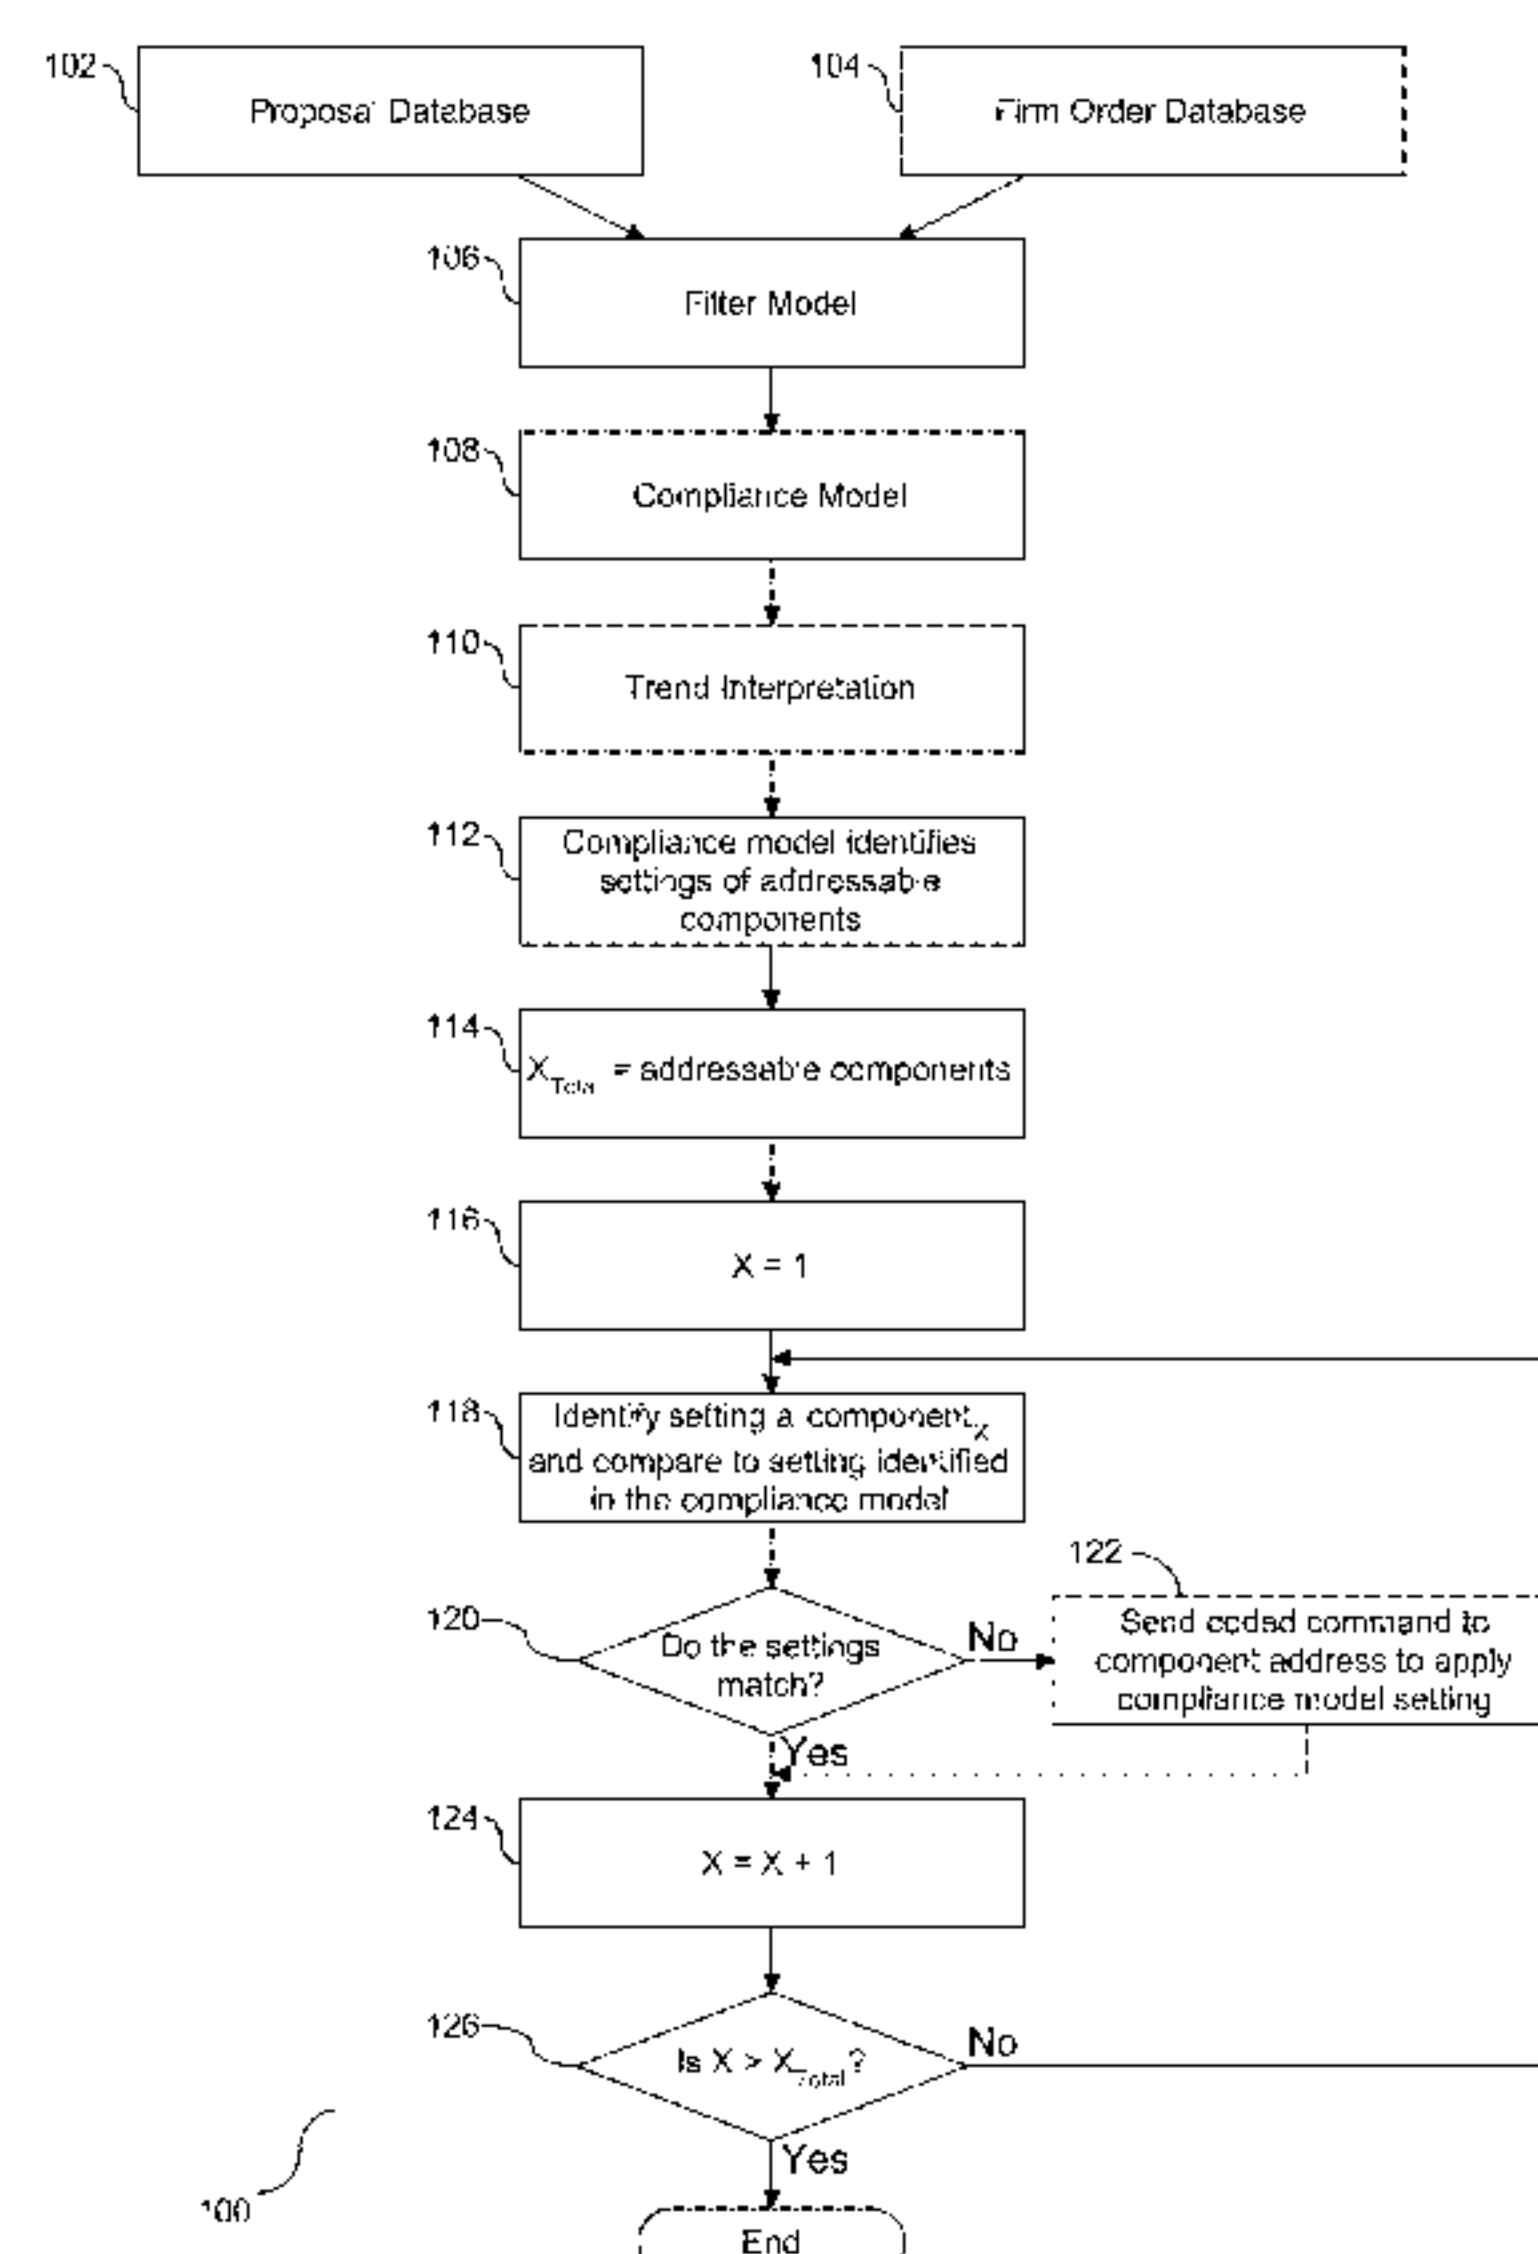 102
Proposal Database
104
Firm Order Database
106
Filter Model
108
Compliance Model
110
Trend Interpretation
112
Compliance model identifies
settings of addressable
components
114
X_Total = addressable components
116
X = 1
118
Identify setting a component_X
and compare to setting identified
in the compliance model
120
Do the settings
match?
No
122
Send coded command to
component address to apply
compliance model setting
Yes
124
X = X + 1
126
Is X > X_Total?
No
Yes
100
End